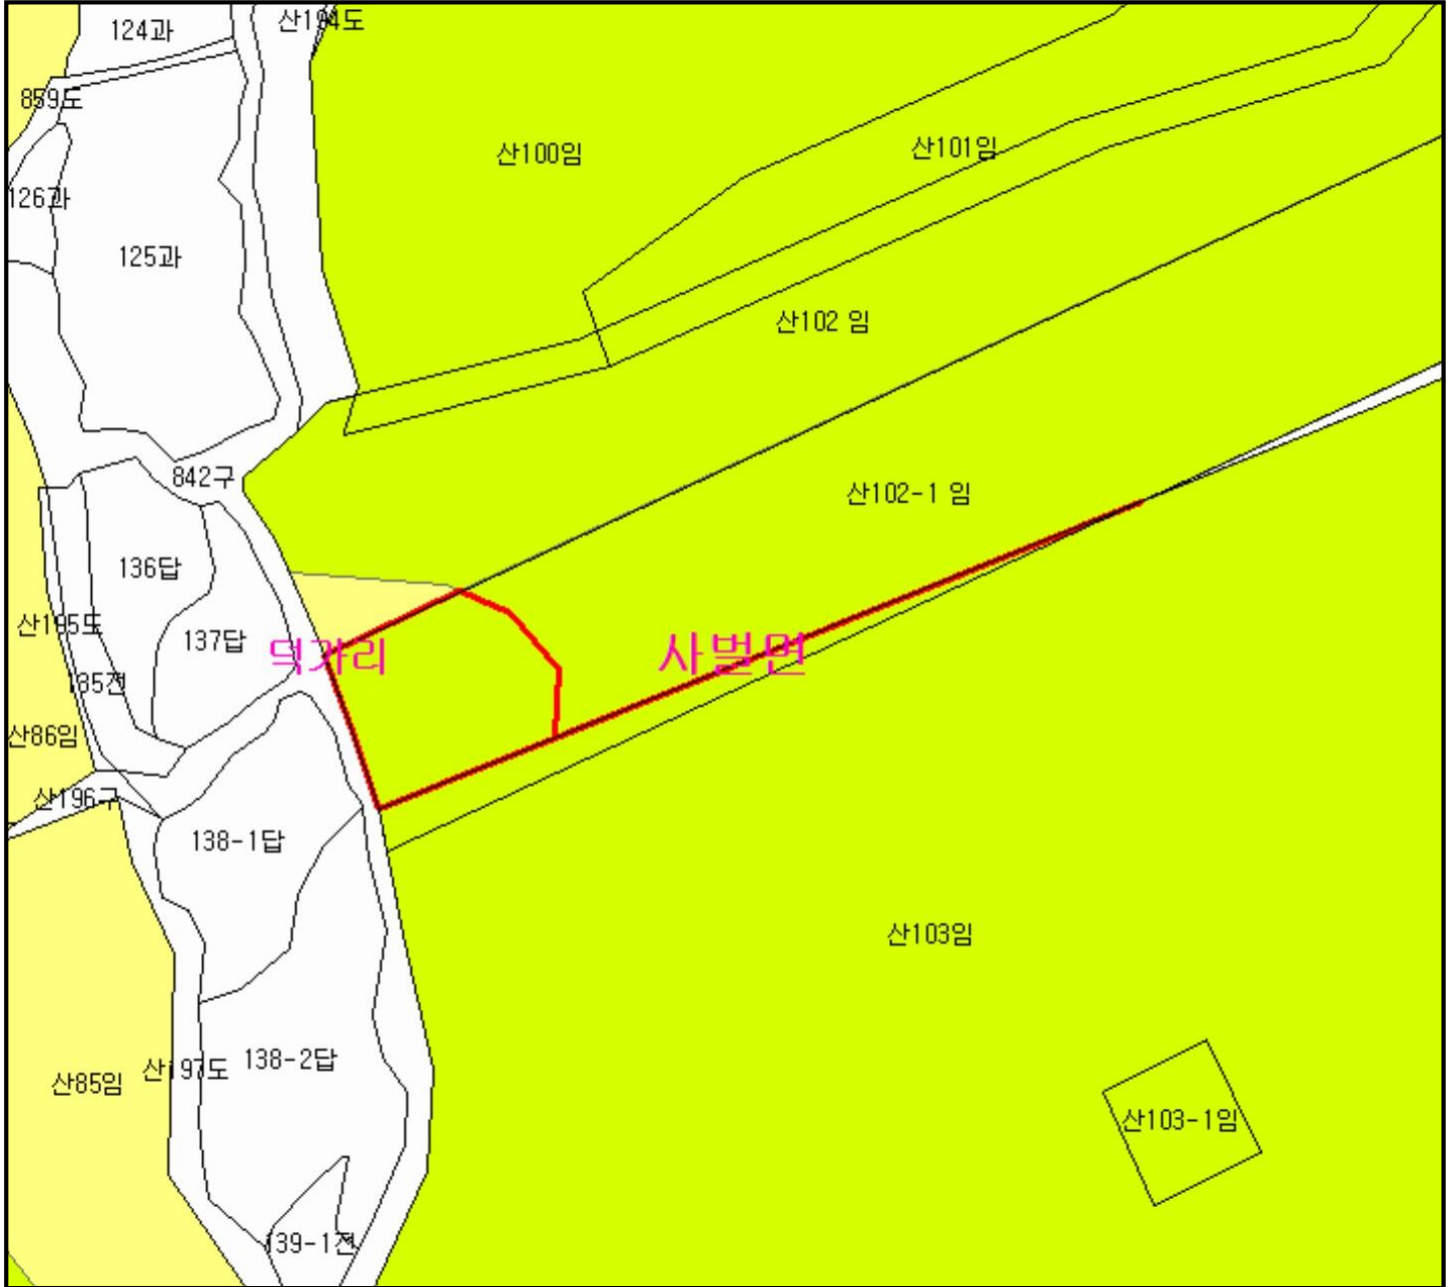 124과
산194도
859도
산100임
산101임
126과
125과
산102 임
842구
산102-1 임
136답
산195도
137답
덕가리
사벌면
135전
산86임
산196구
138-1답
산103임
138-2답
산197도
산85임
산103-1임
139-1전